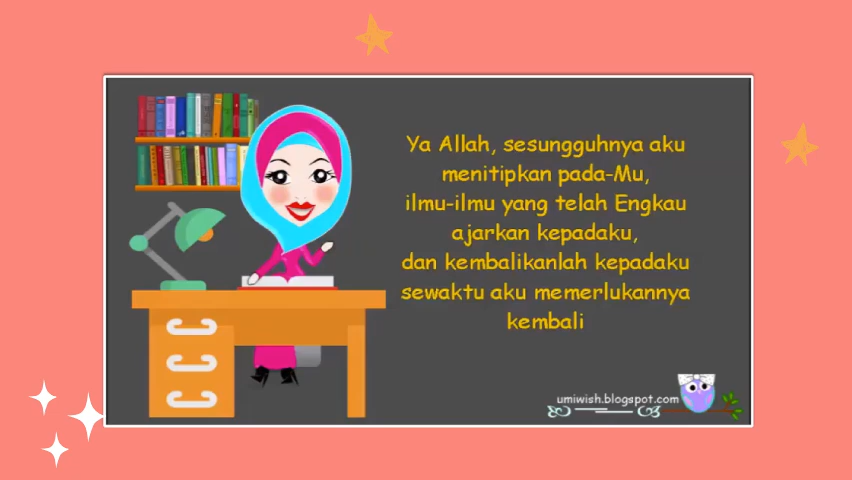 Ya Allah, sesungguhnya aku
menitipkan pada-Mu,
ilmu-ilmu yang telah Engkau
ajarkan kepadaku,
dan kembalikanlah kepadaku
sewaktu aku memerlukannya
kembali
umiwish.blogspot.com